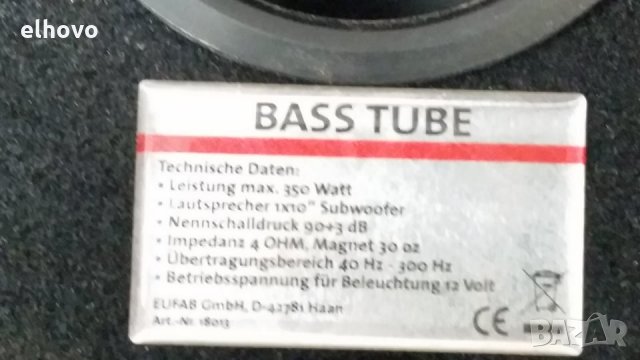 elhovo
BASS TUBE
Technische Daten:
• Leistung max. 350 Watt
• Lautsprecher 1x10" Subwoofer
• Nennschalldruck 90+3 dB
• Impedanz 4 OHM, Magnet 30 oz
• Übertragungsbereich 40 Hz - 300 Hz
• Betriebsspannung für Beleuchtung 12 Volt
EUFAB GmbH, D-42781 Haan
Art.-Nr. 18013
CE
BAZAR